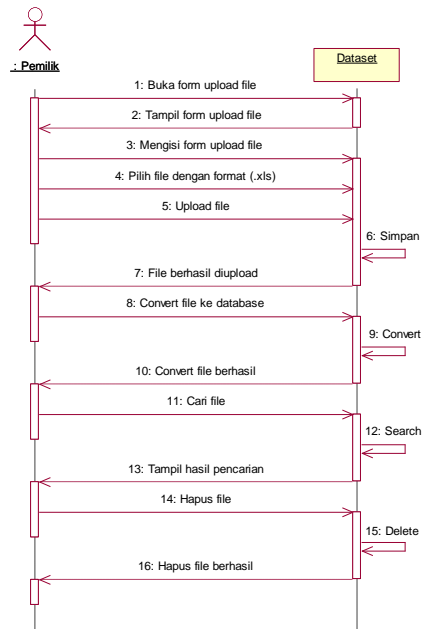 : Pemilik
Dataset
1: Buka form upload file
2: Tampil form upload file
3: Mengisi form upload file
4: Pilih file dengan format (.xls)
5: Upload file
6: Simpan
7: File berhasil diupload
8: Convert file ke database
9: Convert
10: Convert file berhasil
11: Cari file
12: Search
13: Tampil hasil pencarian
14: Hapus file
15: Delete
16: Hapus file berhasil